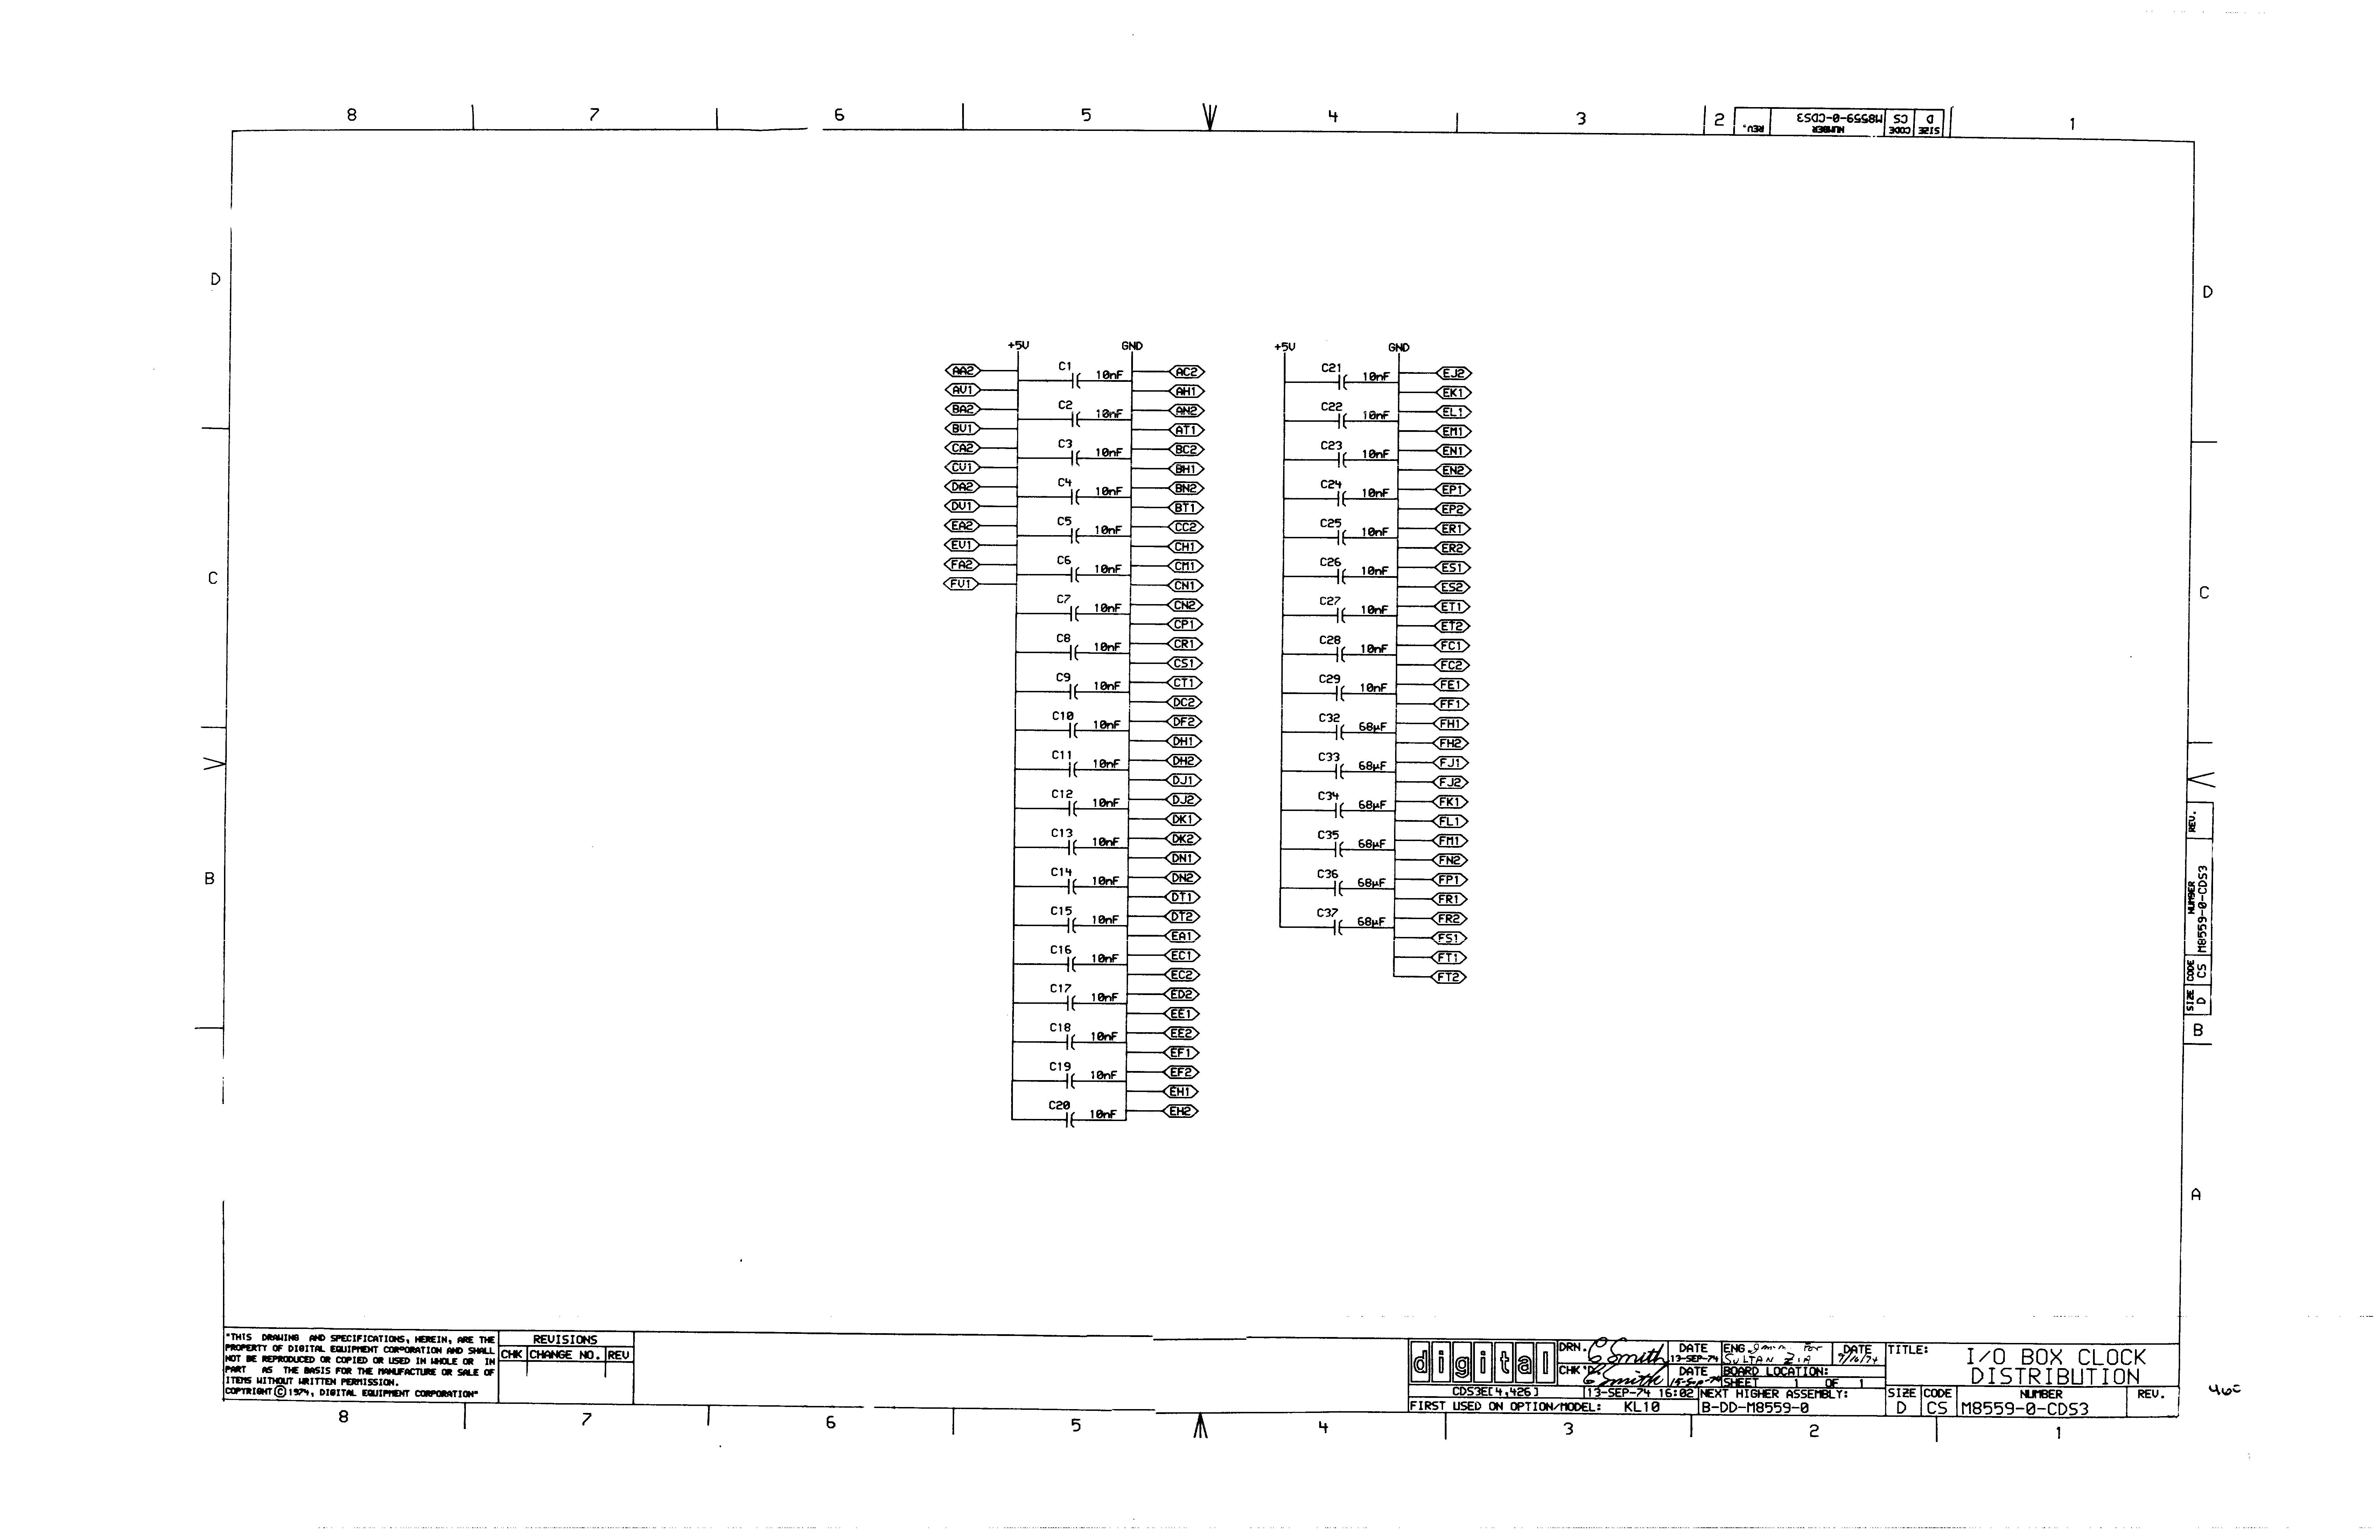 8 7 6 5 4 3 2 1
REV. NUMBER M8559-0-CDS3 CODE CS SIZE D
D
D
+5V GND
+5V GND
AA2 C1 10nF AC2
AV1 AH1
BA2 C2 10nF AN2
BV1 AT1
CA2 C3 10nF BC2
CV1 BH1
DA2 C4 10nF BN2
DV1 BT1
EA2 C5 10nF CC2
EV1 CH1
FA2 C6 10nF CM1
FV1 CN1
C7 10nF CN2
CP1
C8 10nF CR1
CS1
C9 10nF CT1
DC2
C10 10nF DF2
DH1
C11 10nF DH2
DJ1
C12 10nF DJ2
DK1
C13 10nF DK2
DN1
C14 10nF DN2
DT1
C15 10nF DT2
EA1
C16 10nF EC1
EC2
C17 10nF ED2
EE1
C18 10nF EE2
EF1
C19 10nF EF2
EH1
C20 10nF EH2
C21 10nF EJ2
EK1
C22 10nF EL1
EM1
C23 10nF EN1
EN2
C24 10nF EP1
EP2
C25 10nF ER1
ER2
C26 10nF ES1
ES2
C27 10nF ET1
ET2
C28 10nF FC1
FC2
C29 10nF FE1
FF1
C32 68µF FH1
FH2
C33 68µF FJ1
FJ2
C34 68µF FK1
FL1
C35 68µF FM1
FN2
C36 68µF FP1
FR1
C37 68µF FR2
FS1
FT1
FT2
C
C
B
SIZE D CODE CS NUMBER M8559-0-CDS3 REV.
B
A
"THIS DRAWING AND SPECIFICATIONS, HEREIN, ARE THE
PROPERTY OF DIGITAL EQUIPMENT CORPORATION AND SHALL
NOT BE REPRODUCED OR COPIED OR USED IN WHOLE OR IN
PART AS THE BASIS FOR THE MANUFACTURE OR SALE OF
ITEMS WITHOUT WRITTEN PERMISSION.
COPYRIGHT © 1974, DIGITAL EQUIPMENT CORPORATION"
REVISIONS
CHK CHANGE NO. REV
digital
DRN. C Smith DATE 13-SEP-74
CHK'D. C Smith DATE 15-Sep-74
ENG. for SULTAN ZIA DATE 9/16/74
BOARD LOCATION:
SHEET 1 OF 1
CDS3E[4,426] 13-SEP-74 16:02 NEXT HIGHER ASSEMBLY:
FIRST USED ON OPTION/MODEL: KL10 B-DD-M8559-0
TITLE: I/O BOX CLOCK
DISTRIBUTION
SIZE CODE NUMBER REV.
D CS M8559-0-CDS3
8 7 6 5 4 3 2 1